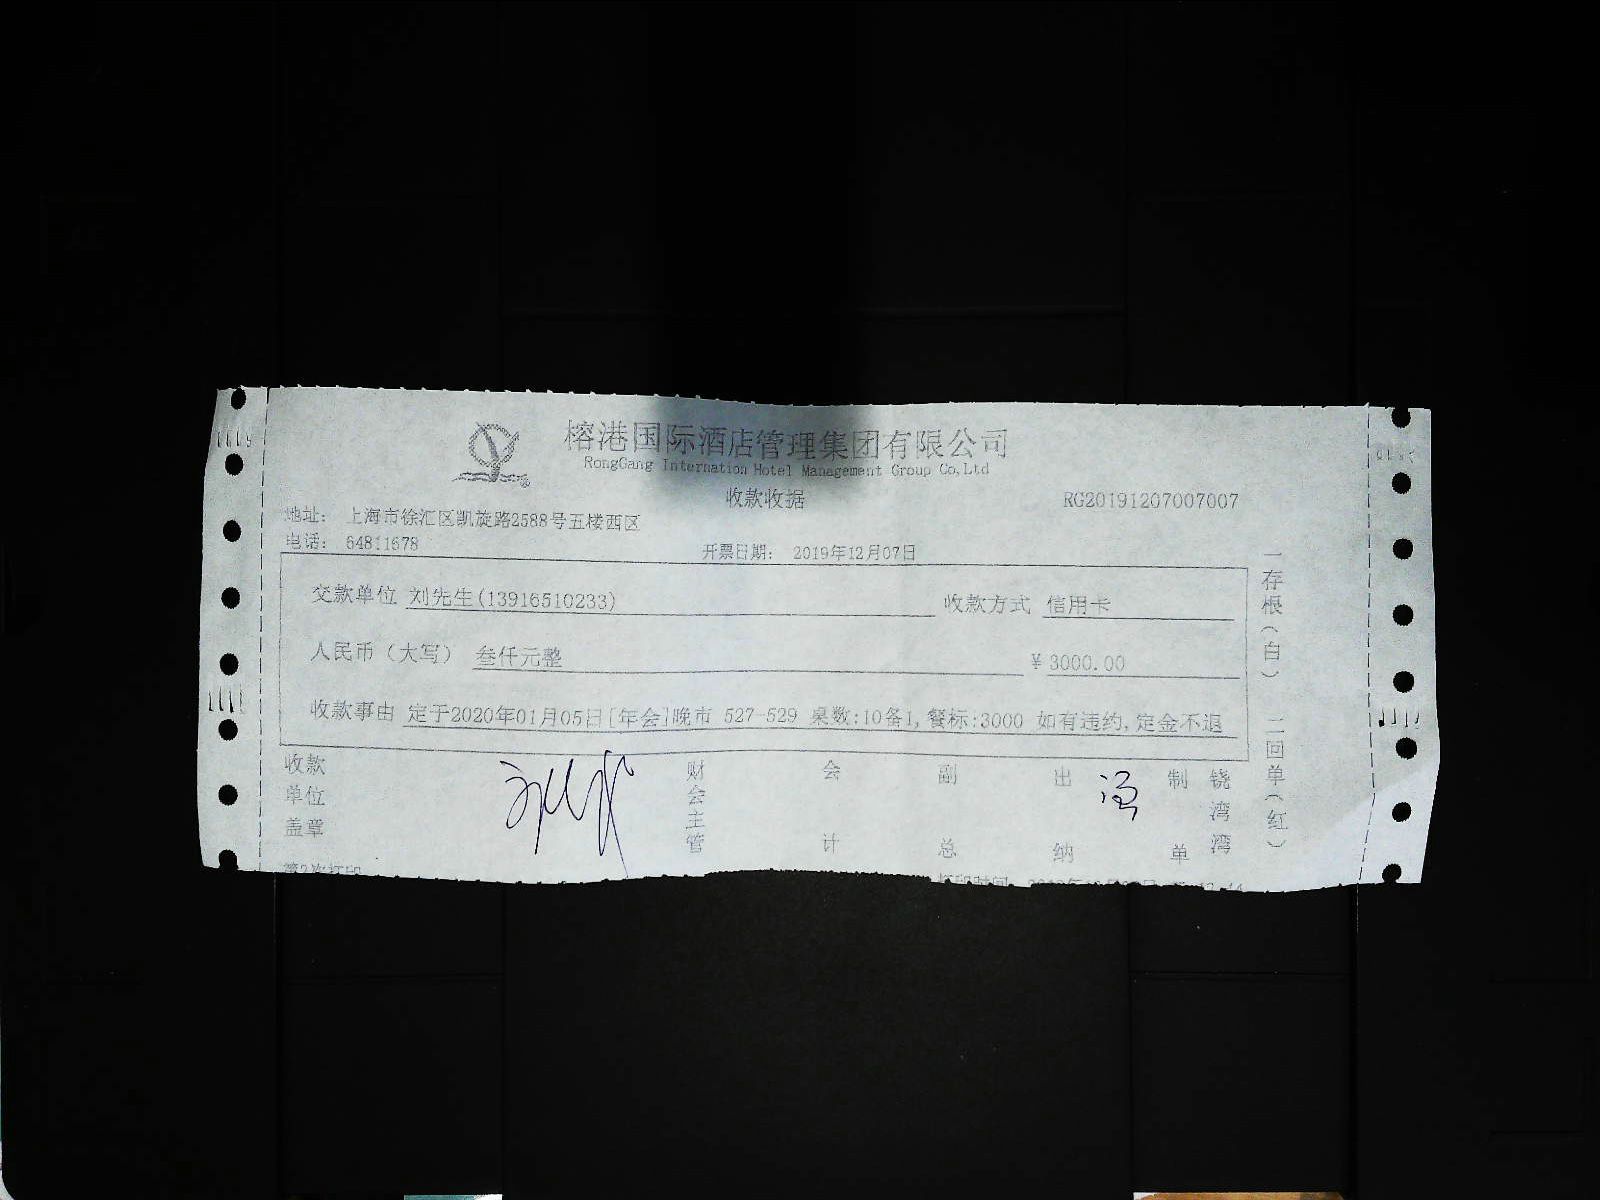 榕港国际酒店管理集团有限公司
RongGang Internation Hotel Management Group Co,Ltd
收款收据
RG20191207007007
地址： 上海市徐汇区凯旋路2588号五楼西区
电话： 64811678
开票日期： 2019年12月07日
交款单位 刘先生(13916510233) 收款方式 信用卡
人民币（大写） 叁仟元整 ￥3000.00
收款事由 定于2020年01月05日[年会]晚市 527-529 桌数:10备1,餐标:3000 如有违约,定金不退
收款单位盖章
财会主管
会计
副总
出纳
制单
饶湾湾
一存根（白） 二回单（红）
第2次打印